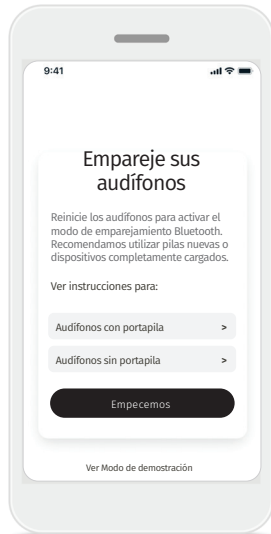 9:41
Empareje sus
audífonos
Reinicie los audífonos para activar el
modo de emparejamiento Bluetooth.
Recomendamos utilizar pilas nuevas o
dispositivos completamente cargados.
Ver instrucciones para:
Audífonos con portapila >
Audífonos sin portapila >
Empecemos
Ver Modo de demostración